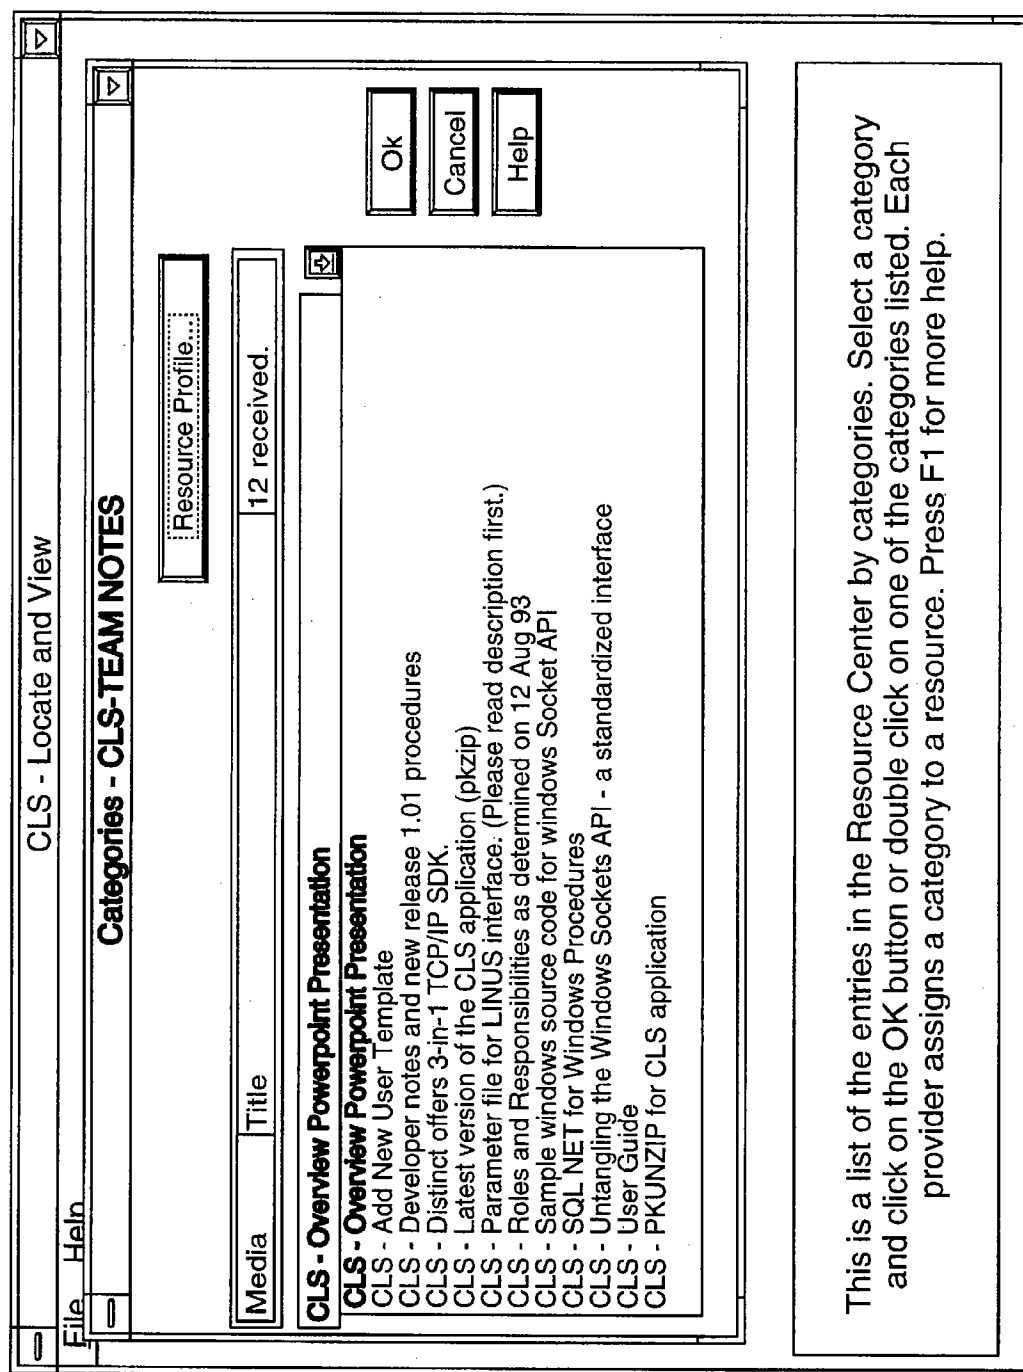 CLS - Locate and View
File Help
Categories - CLS-TEAM NOTES
Resource Profile...
Media Title 12 received.
CLS - Overview Powerpoint Presentation
CLS - Overview Powerpoint Presentation
CLS - Add New User Template
CLS - Developer notes and new release 1.01 procedures
CLS - Distinct offers 3-in-1 TCP/IP SDK.
CLS - Latest version of the CLS application (pkzip)
CLS - Parameter file for LINUS interface. (Please read description first.)
CLS - Roles and Responsibilities as determined on 12 Aug 93
CLS - Sample windows source code for windows Socket API
CLS - SQL NET for Windows Procedures
CLS - Untangling the Windows Sockets API - a standardized interface
CLS - User Guide
CLS - PKUNZIP for CLS application
Ok
Cancel
Help
This is a list of the entries in the Resource Center by categories. Select a category
and click on the OK button or double click on one of the categories listed. Each
provider assigns a category to a resource. Press F1 for more help.